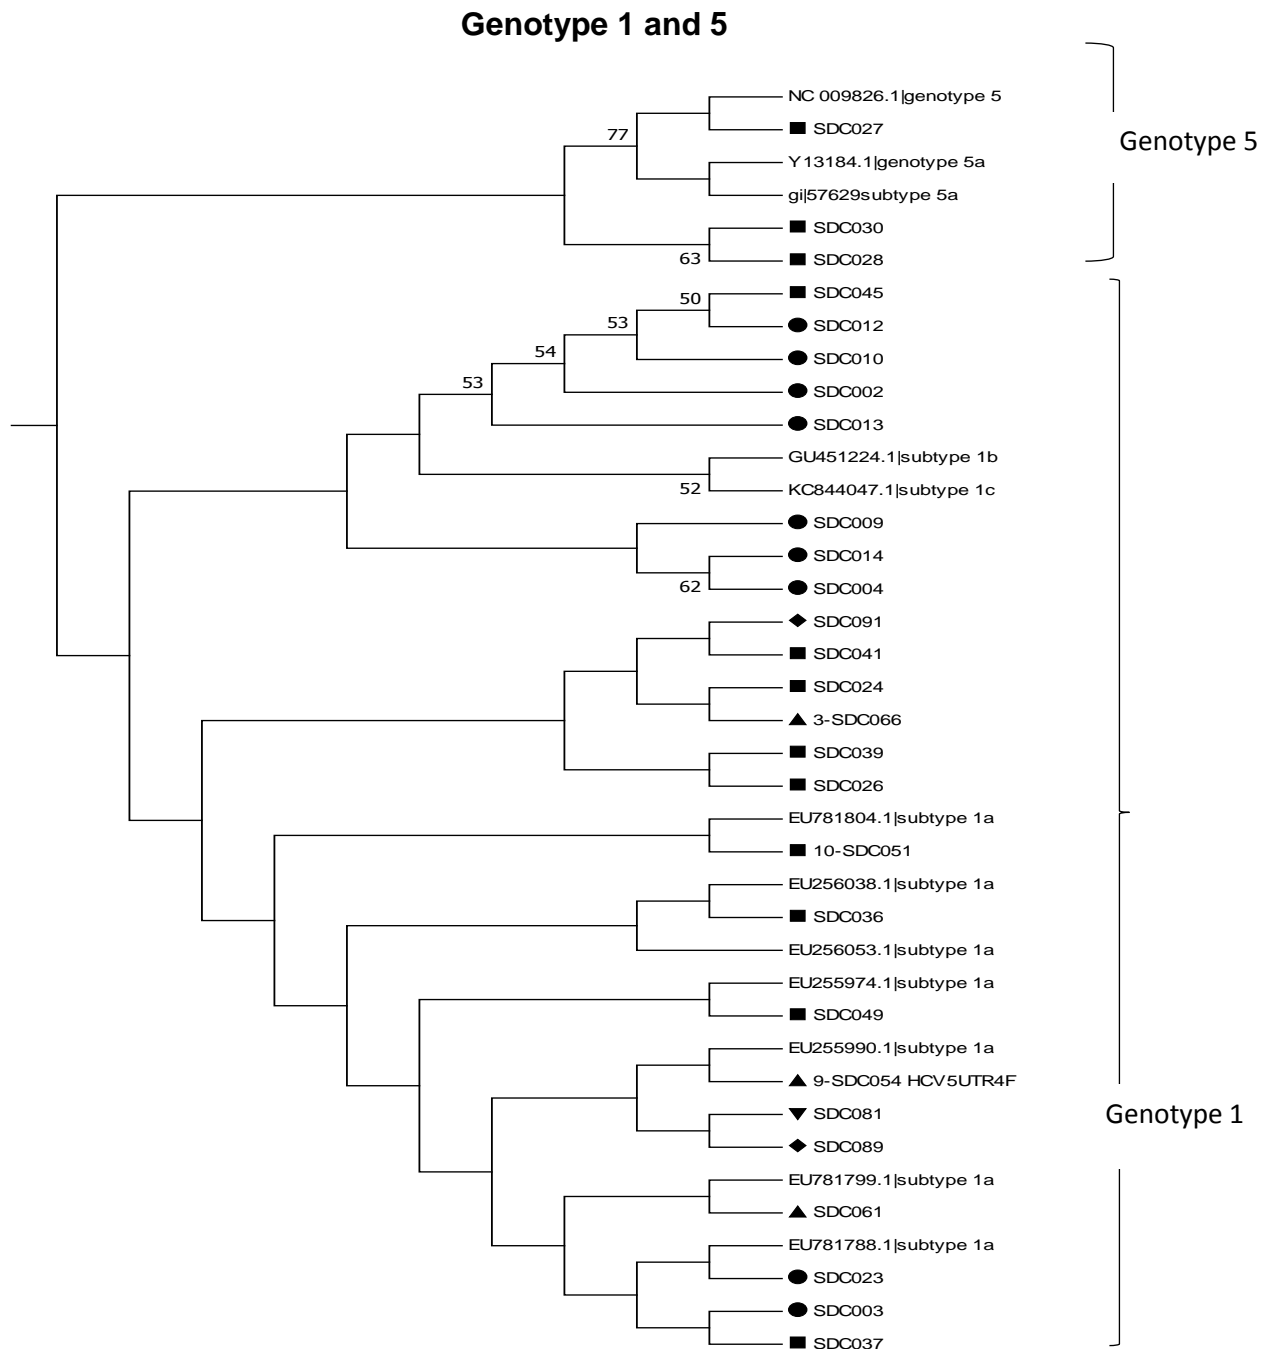 Genotype 1 and 5
NC 009826.1|genotype 5
77
SDC027
Genotype 5
Y13184.1|genotype 5a
gi|57629subtype 5a
SDC030
63
SDC028
50
SDC045
53
SDC012
54
SDC010
53
SDC002
SDC013
GU451224.1|subtype 1b
52
KC844047.1|subtype 1c
SDC009
SDC014
62
SDC004
SDC091
SDC041
SDC024
3-SDC066
SDC039
SDC026
EU781804.1|subtype 1a
10-SDC051
EU256038.1|subtype 1a
SDC036
EU256053.1|subtype 1a
EU255974.1|subtype 1a
SDC049
EU255990.1|subtype 1a
9-SDC054 HCV5UTR4F
SDC081
Genotype 1
SDC089
EU781799.1|subtype 1a
SDC061
EU781788.1|subtype 1a
SDC023
SDC003
SDC037